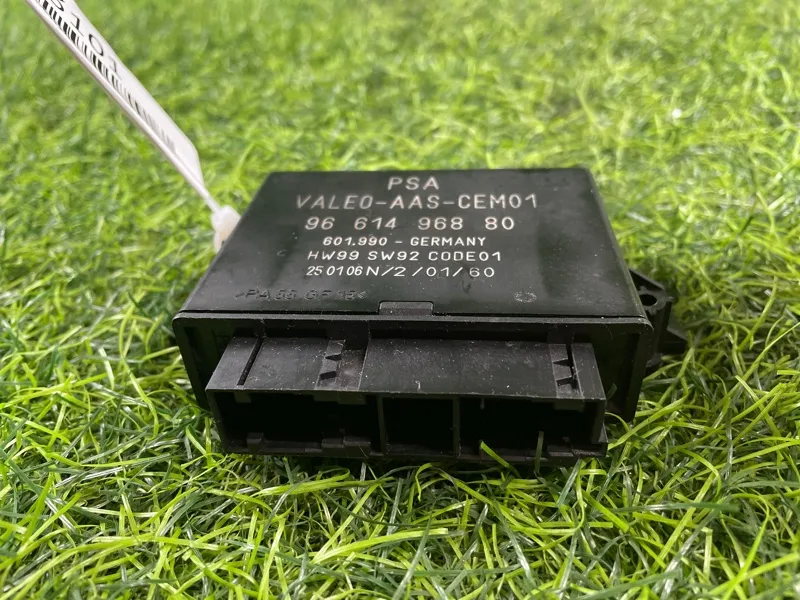 PSA
VALEO-AAS-CEM01
96 614 968 80
601.990 - GERMANY
HW99 SW92 CODE01
250106N/2/01/60